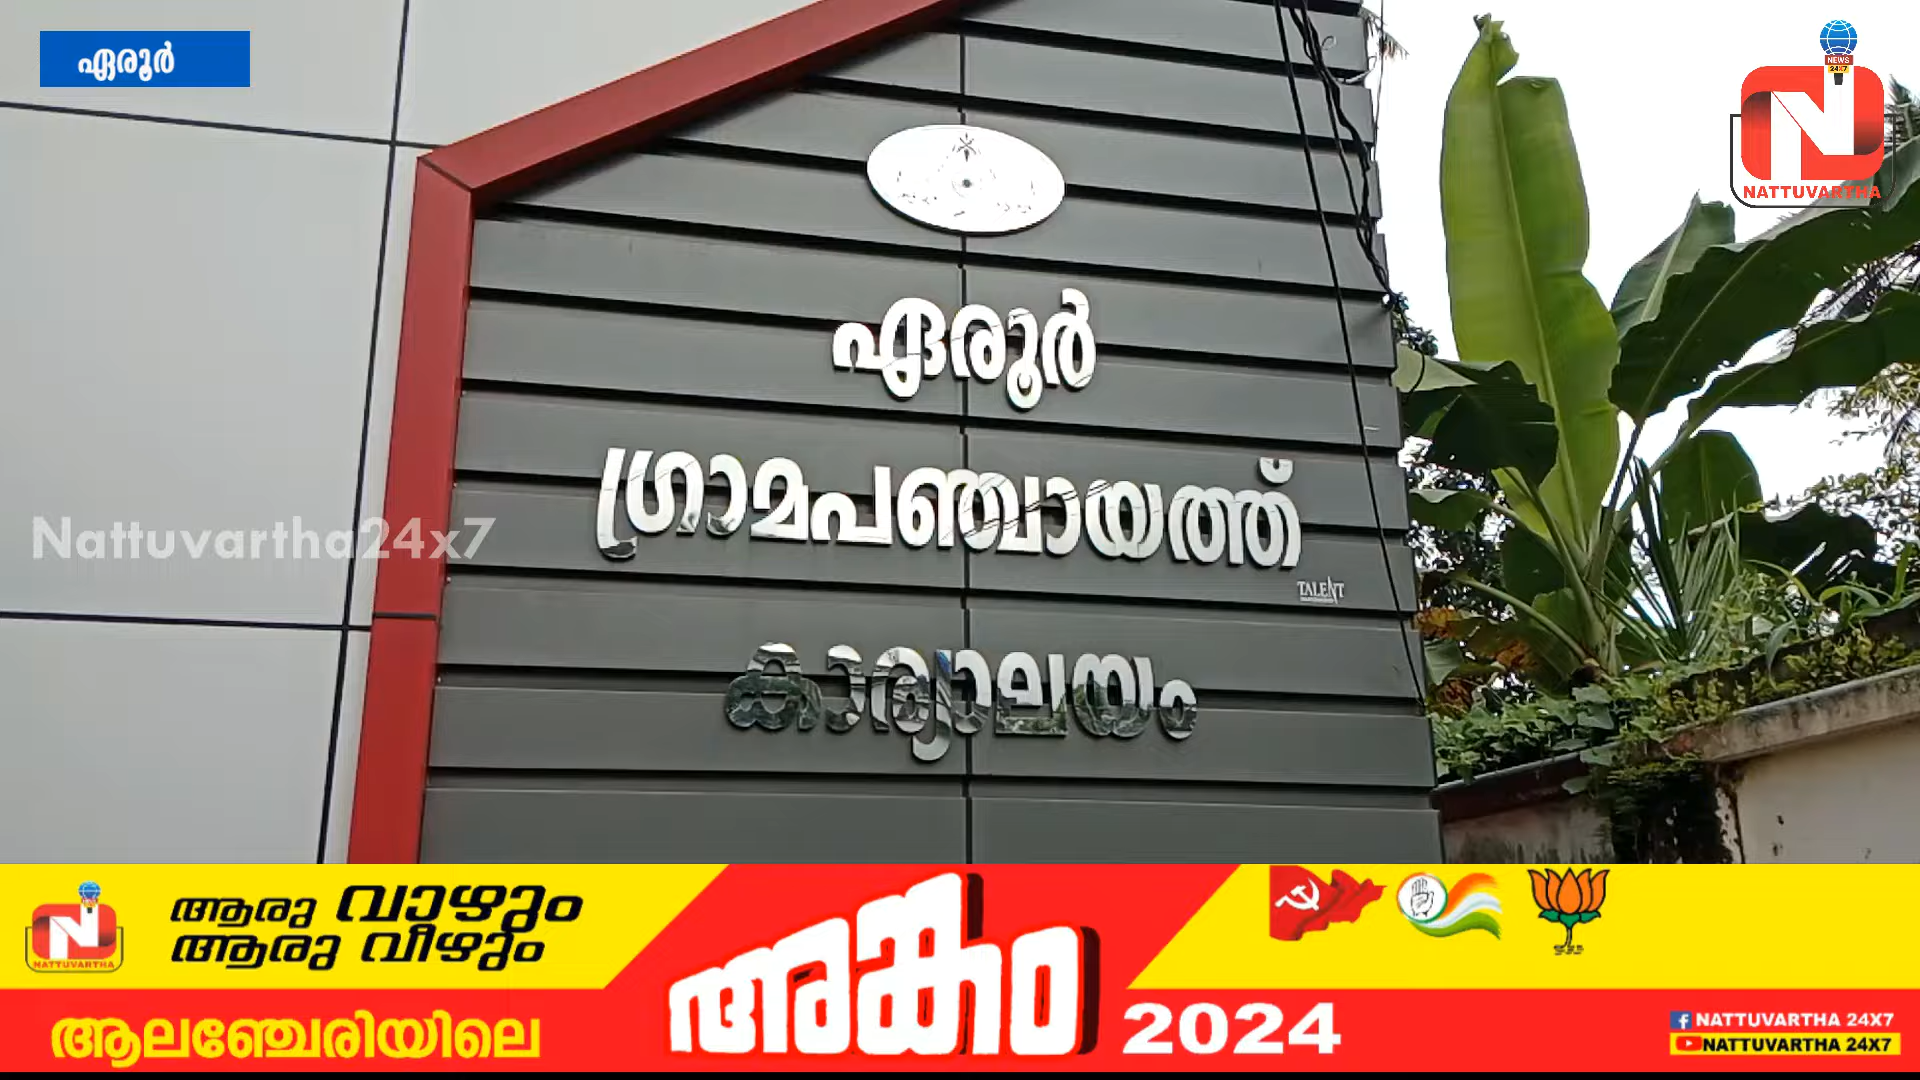 ഏരൂർ
NEWS
24X7
NATTUVARTHA
ഏരൂർ
ഗ്രാമപഞ്ചായത്ത്
TALENT
കാര്യാലയം
Nattuvartha24x7
NATTUVARTHA
ആരു വാഴും
ആരു വീഴും
അങ്കം
2024
ആലഞ്ചേരിയിലെ
NATTUVARTHA 24X7
NATTUVARTHA 24X7